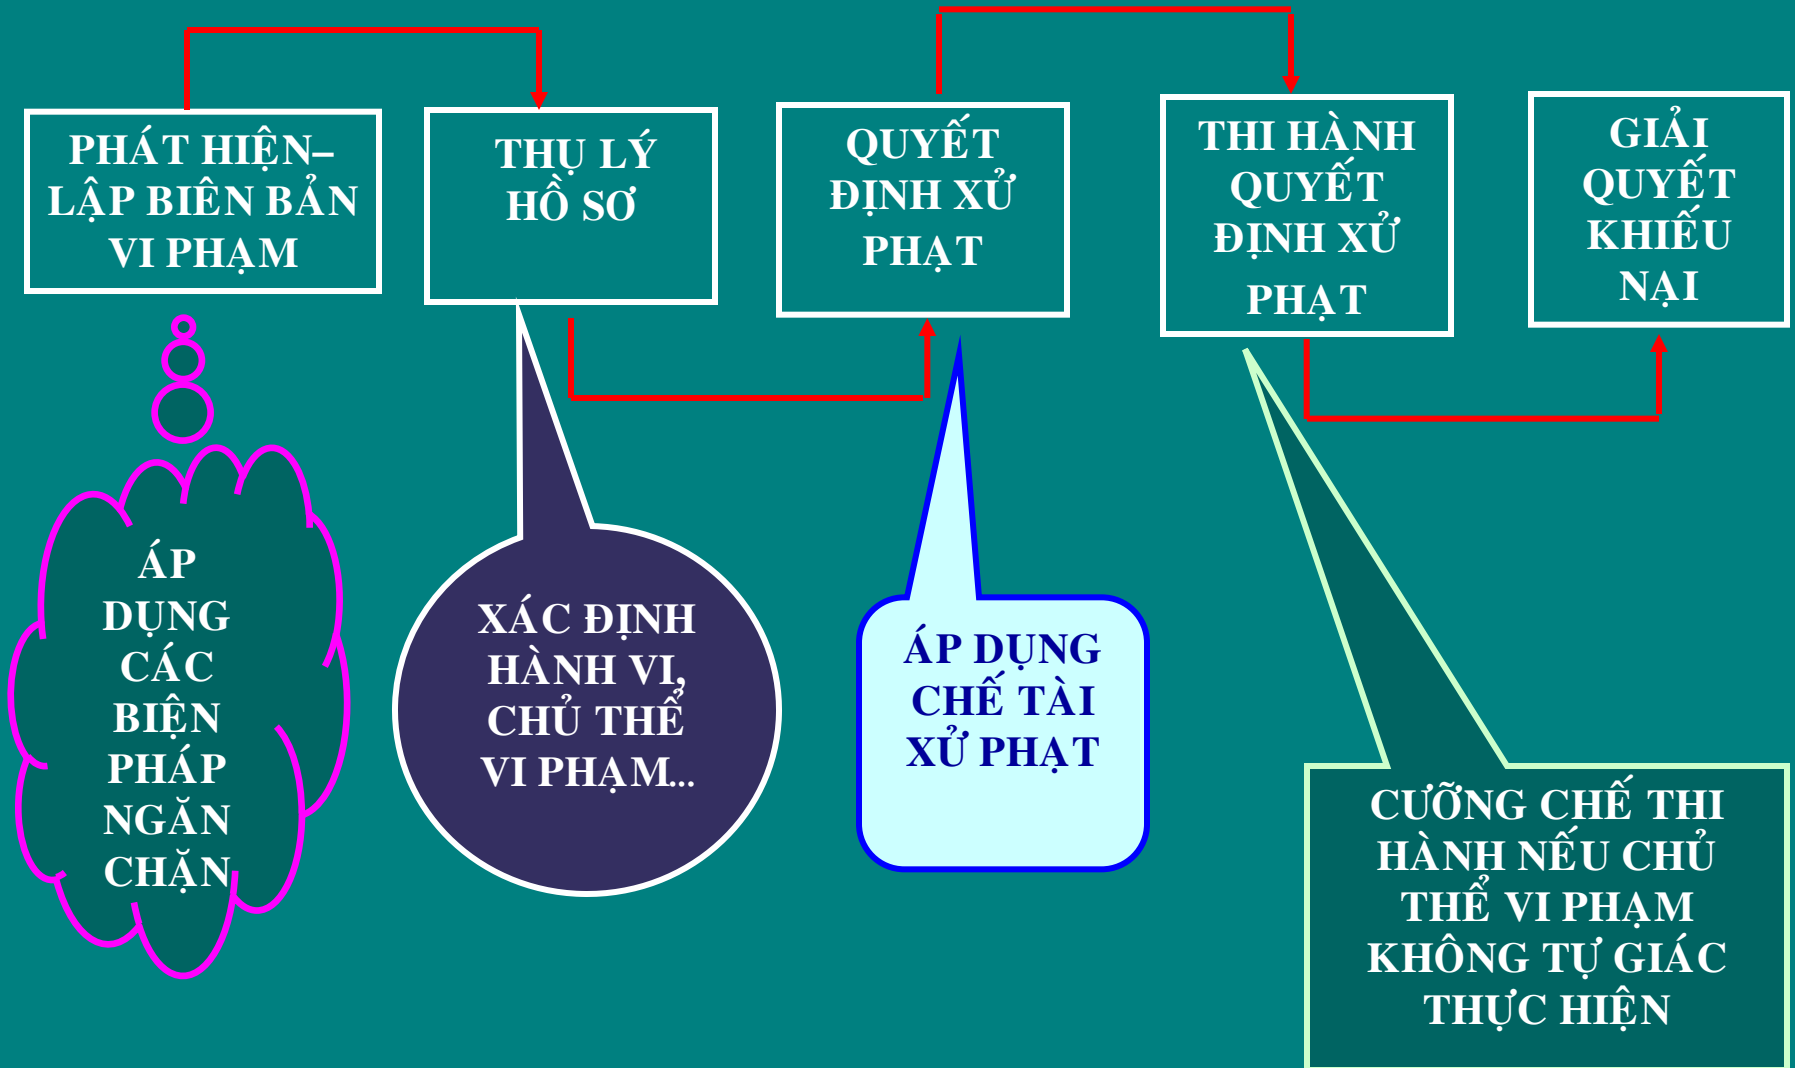 PHÁT HIỆN–
LẬP BIÊN BẢN
VI PHẠM
THỤ LÝ
HỒ SƠ
QUYẾT
ĐỊNH XỬ
PHẠT
THI HÀNH
QUYẾT
ĐỊNH XỬ
PHẠT
GIẢI
QUYẾT
KHIẾU
NẠI
ÁP
DỤNG
CÁC
BIỆN
PHÁP
NGĂN
CHẶN
XÁC ĐỊNH
HÀNH VI,
CHỦ THỂ
VI PHẠM...
ÁP DỤNG
CHẾ TÀI
XỬ PHẠT
CƯỠNG CHẾ THI
HÀNH NẾU CHỦ
THỂ VI PHẠM
KHÔNG TỰ GIÁC
THỰC HIỆN